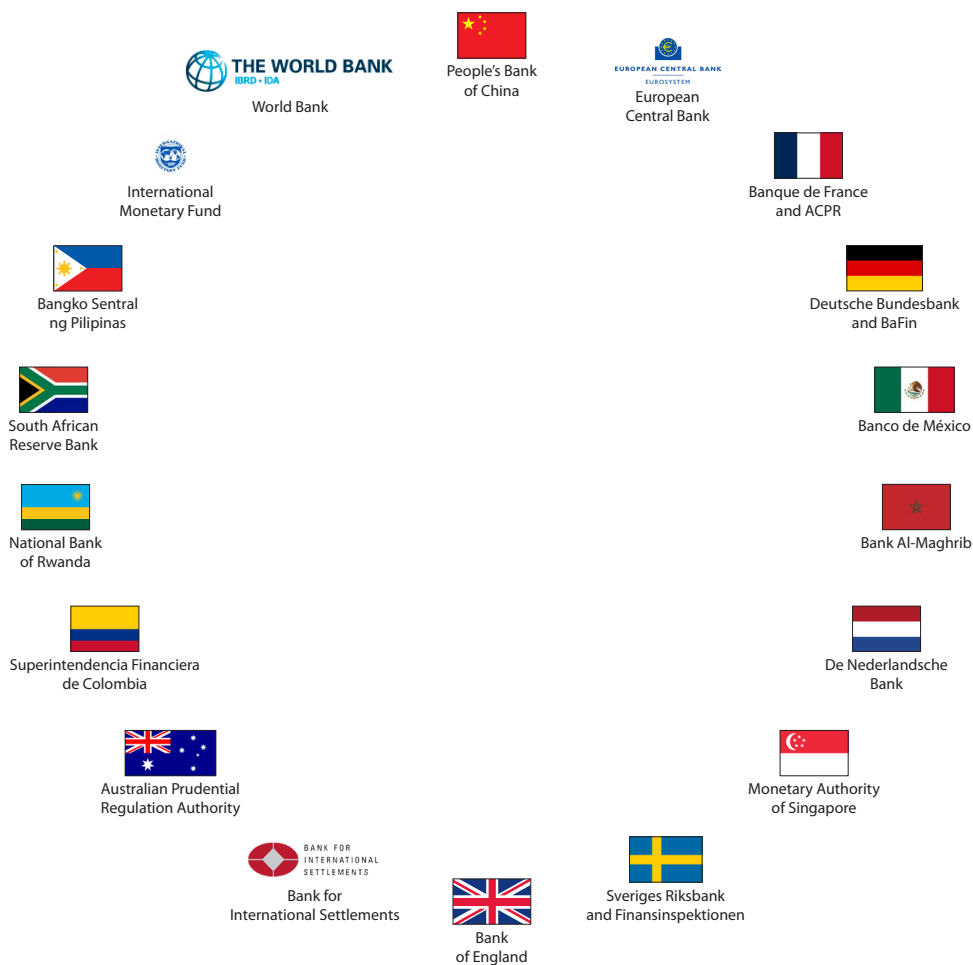 THE WORLD BANK
IBRD • IDA
World Bank
People's Bank
of China
EUROPEAN CENTRAL BANK
EUROSYSTEM
European
Central Bank
INTERNATIONAL MONETARY FUND
International
Monetary Fund
Banque de France
and ACPR
Bangko Sentral
ng Pilipinas
Deutsche Bundesbank
and BaFin
South African
Reserve Bank
Banco de México
National Bank
of Rwanda
Bank Al-Maghrib
Superintendencia Financiera
de Colombia
De Nederlandsche
Bank
Australian Prudential
Regulation Authority
Monetary Authority
of Singapore
BANK FOR
INTERNATIONAL
SETTLEMENTS
Bank for
International Settlements
Bank
of England
Sveriges Riksbank
and Finansinspektionen